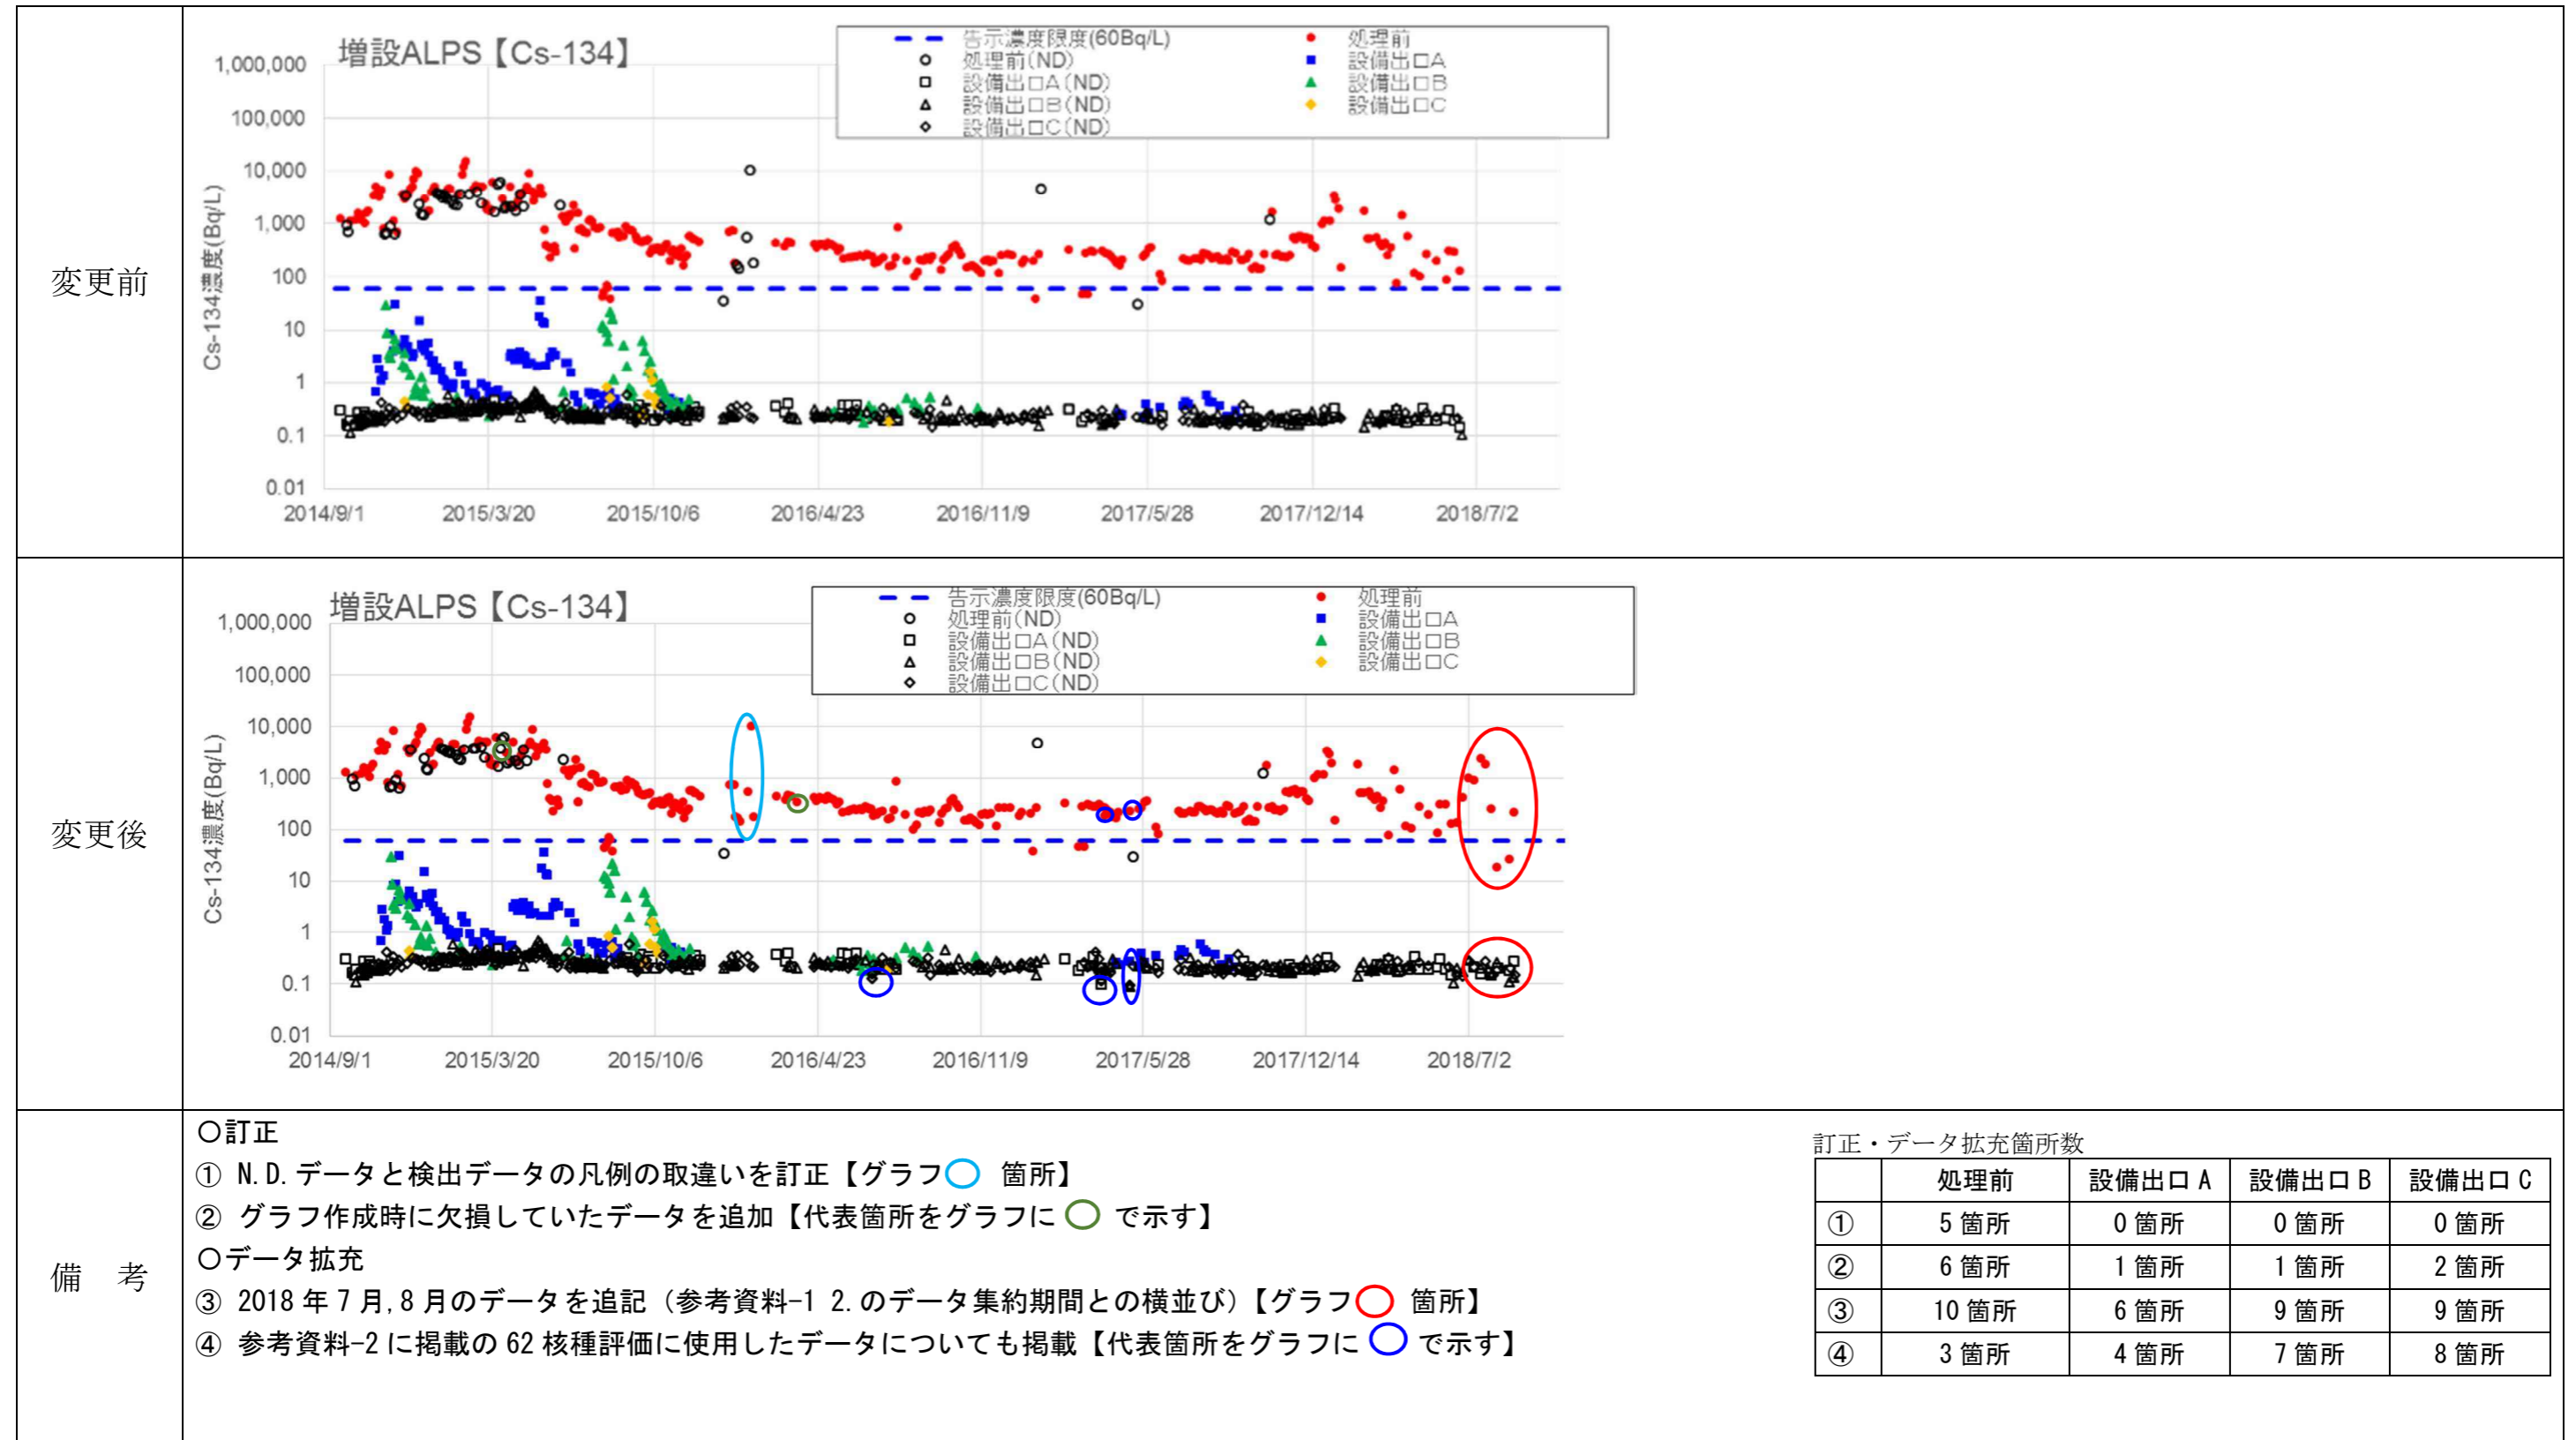 変更前
増設ALPS【Cs-134】
告示濃度限度(60Bq/L)
処理前
処理前(ND)
設備出口A
設備出口A(ND)
設備出口B
設備出口B(ND)
設備出口C
設備出口C(ND)
Cs-134濃度(Bq/L)
1,000,000
100,000
10,000
1,000
100
10
1
0.1
0.01
2014/9/1 2015/3/20 2015/10/6 2016/4/23 2016/11/9 2017/5/28 2017/12/14 2018/7/2
変更後
増設ALPS【Cs-134】
告示濃度限度(60Bq/L)
処理前
処理前(ND)
設備出口A
設備出口A(ND)
設備出口B
設備出口B(ND)
設備出口C
設備出口C(ND)
Cs-134濃度(Bq/L)
1,000,000
100,000
10,000
1,000
100
10
1
0.1
0.01
2014/9/1 2015/3/20 2015/10/6 2016/4/23 2016/11/9 2017/5/28 2017/12/14 2018/7/2
備 考
○訂正
① N.D.データと検出データの凡例の取違いを訂正【グラフ○ 箇所】
② グラフ作成時に欠損していたデータを追加【代表箇所をグラフに ○ で示す】
○データ拡充
③ 2018年7月,8月のデータを追記（参考資料-1 2.のデータ集約期間との横並び）【グラフ○ 箇所】
④ 参考資料-2に掲載の62核種評価に使用したデータについても掲載【代表箇所をグラフに ○ で示す】
訂正・データ拡充箇所数
処理前 設備出口A 設備出口B 設備出口C
① 5箇所 0箇所 0箇所 0箇所
② 6箇所 1箇所 1箇所 2箇所
③ 10箇所 6箇所 9箇所 9箇所
④ 3箇所 4箇所 7箇所 8箇所